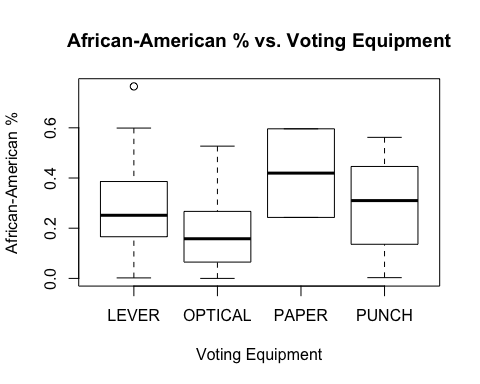 African-American % vs. Voting Equipment
African-American %
0.6
0.4
0.2
0.0
LEVER OPTICAL PAPER PUNCH
Voting Equipment